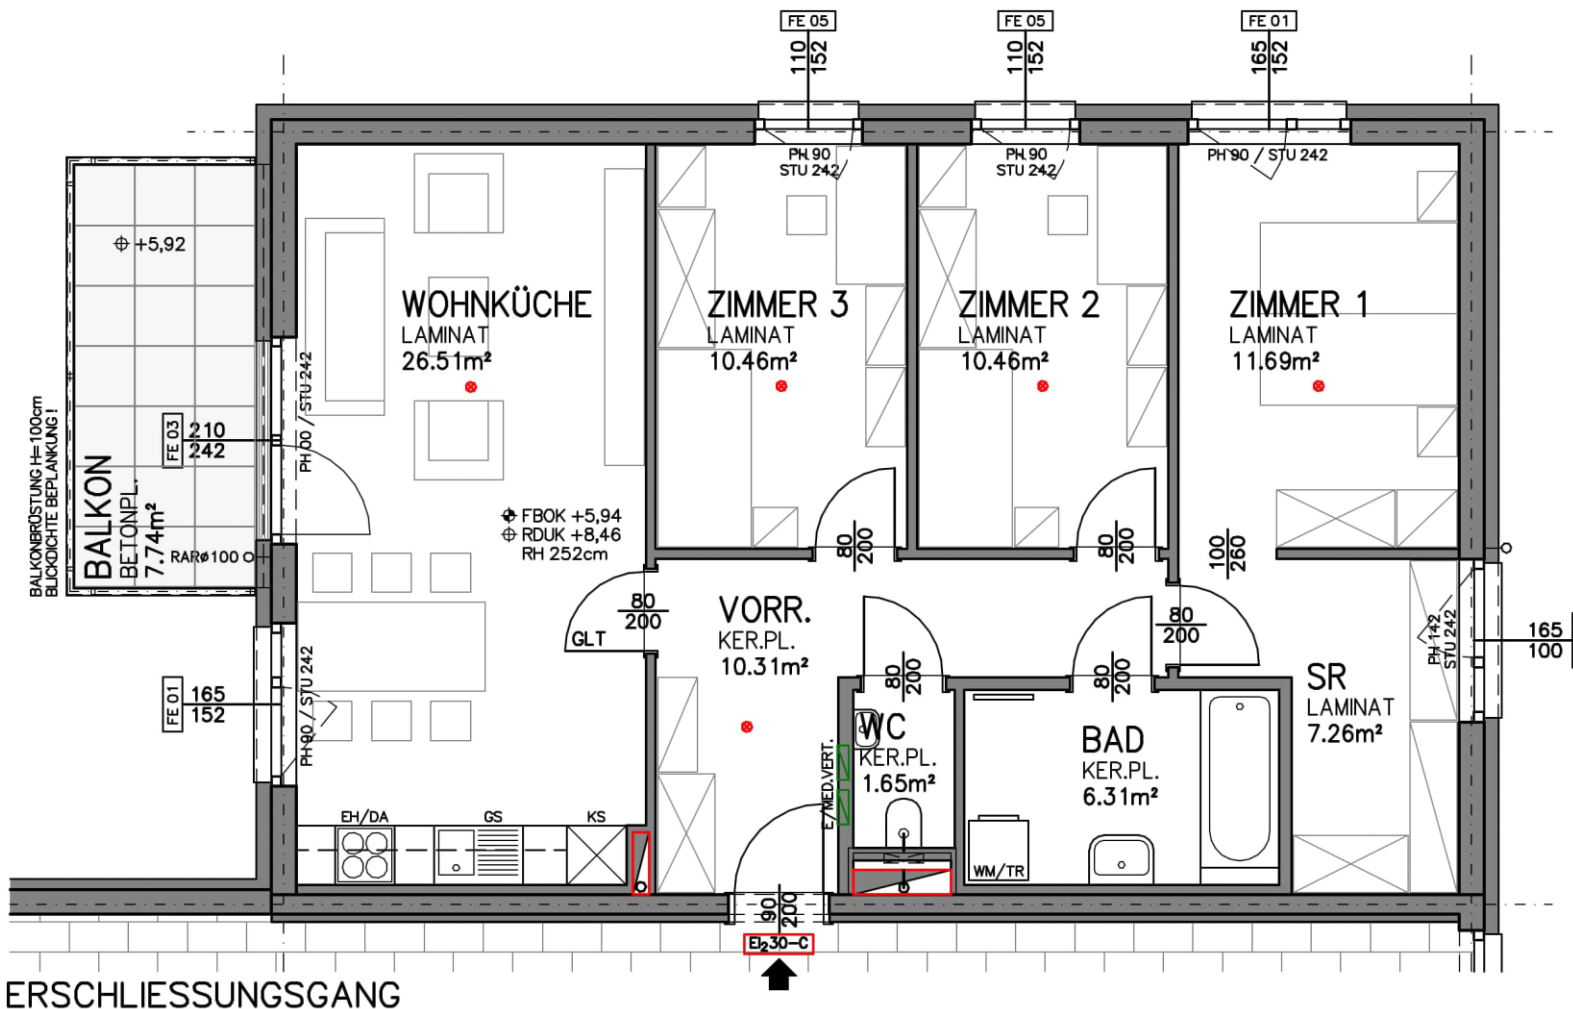 FE 05
110
152
FE 05
110
152
FE 01
165
152
PH 90
STU 242
PH 90
STU 242
PH 90 / STU 242
+5,92
WOHNKÜCHE
LAMINAT
26.51m²
ZIMMER 3
LAMINAT
10.46m²
ZIMMER 2
LAMINAT
10.46m²
ZIMMER 1
LAMINAT
11.69m²
PH 00 / STU 242
FE 03
210
242
BALKONBRÜSTUNG H=100cm
BLICKDICHTE BEPLANKUNG !
BALKON
BETONPL.
7.74m²
RARø100
FBOK +5,94
RDUK +8,46
RH 252cm
80
200
80
200
100
260
80
200
GLT
VORR.
KER.PL.
10.31m²
80
200
80
200
80
200
PH 142
STU 242
165
100
FE 01
165
152
PH 90 / STU 242
SR
LAMINAT
7.26m²
WC
KER.PL.
1.65m²
BAD
KER.PL.
6.31m²
E/MED.VERT.
EH/DA
GS
KS
WM/TR
90
200
EI₂30-C
ERSCHLIESSUNGSGANG